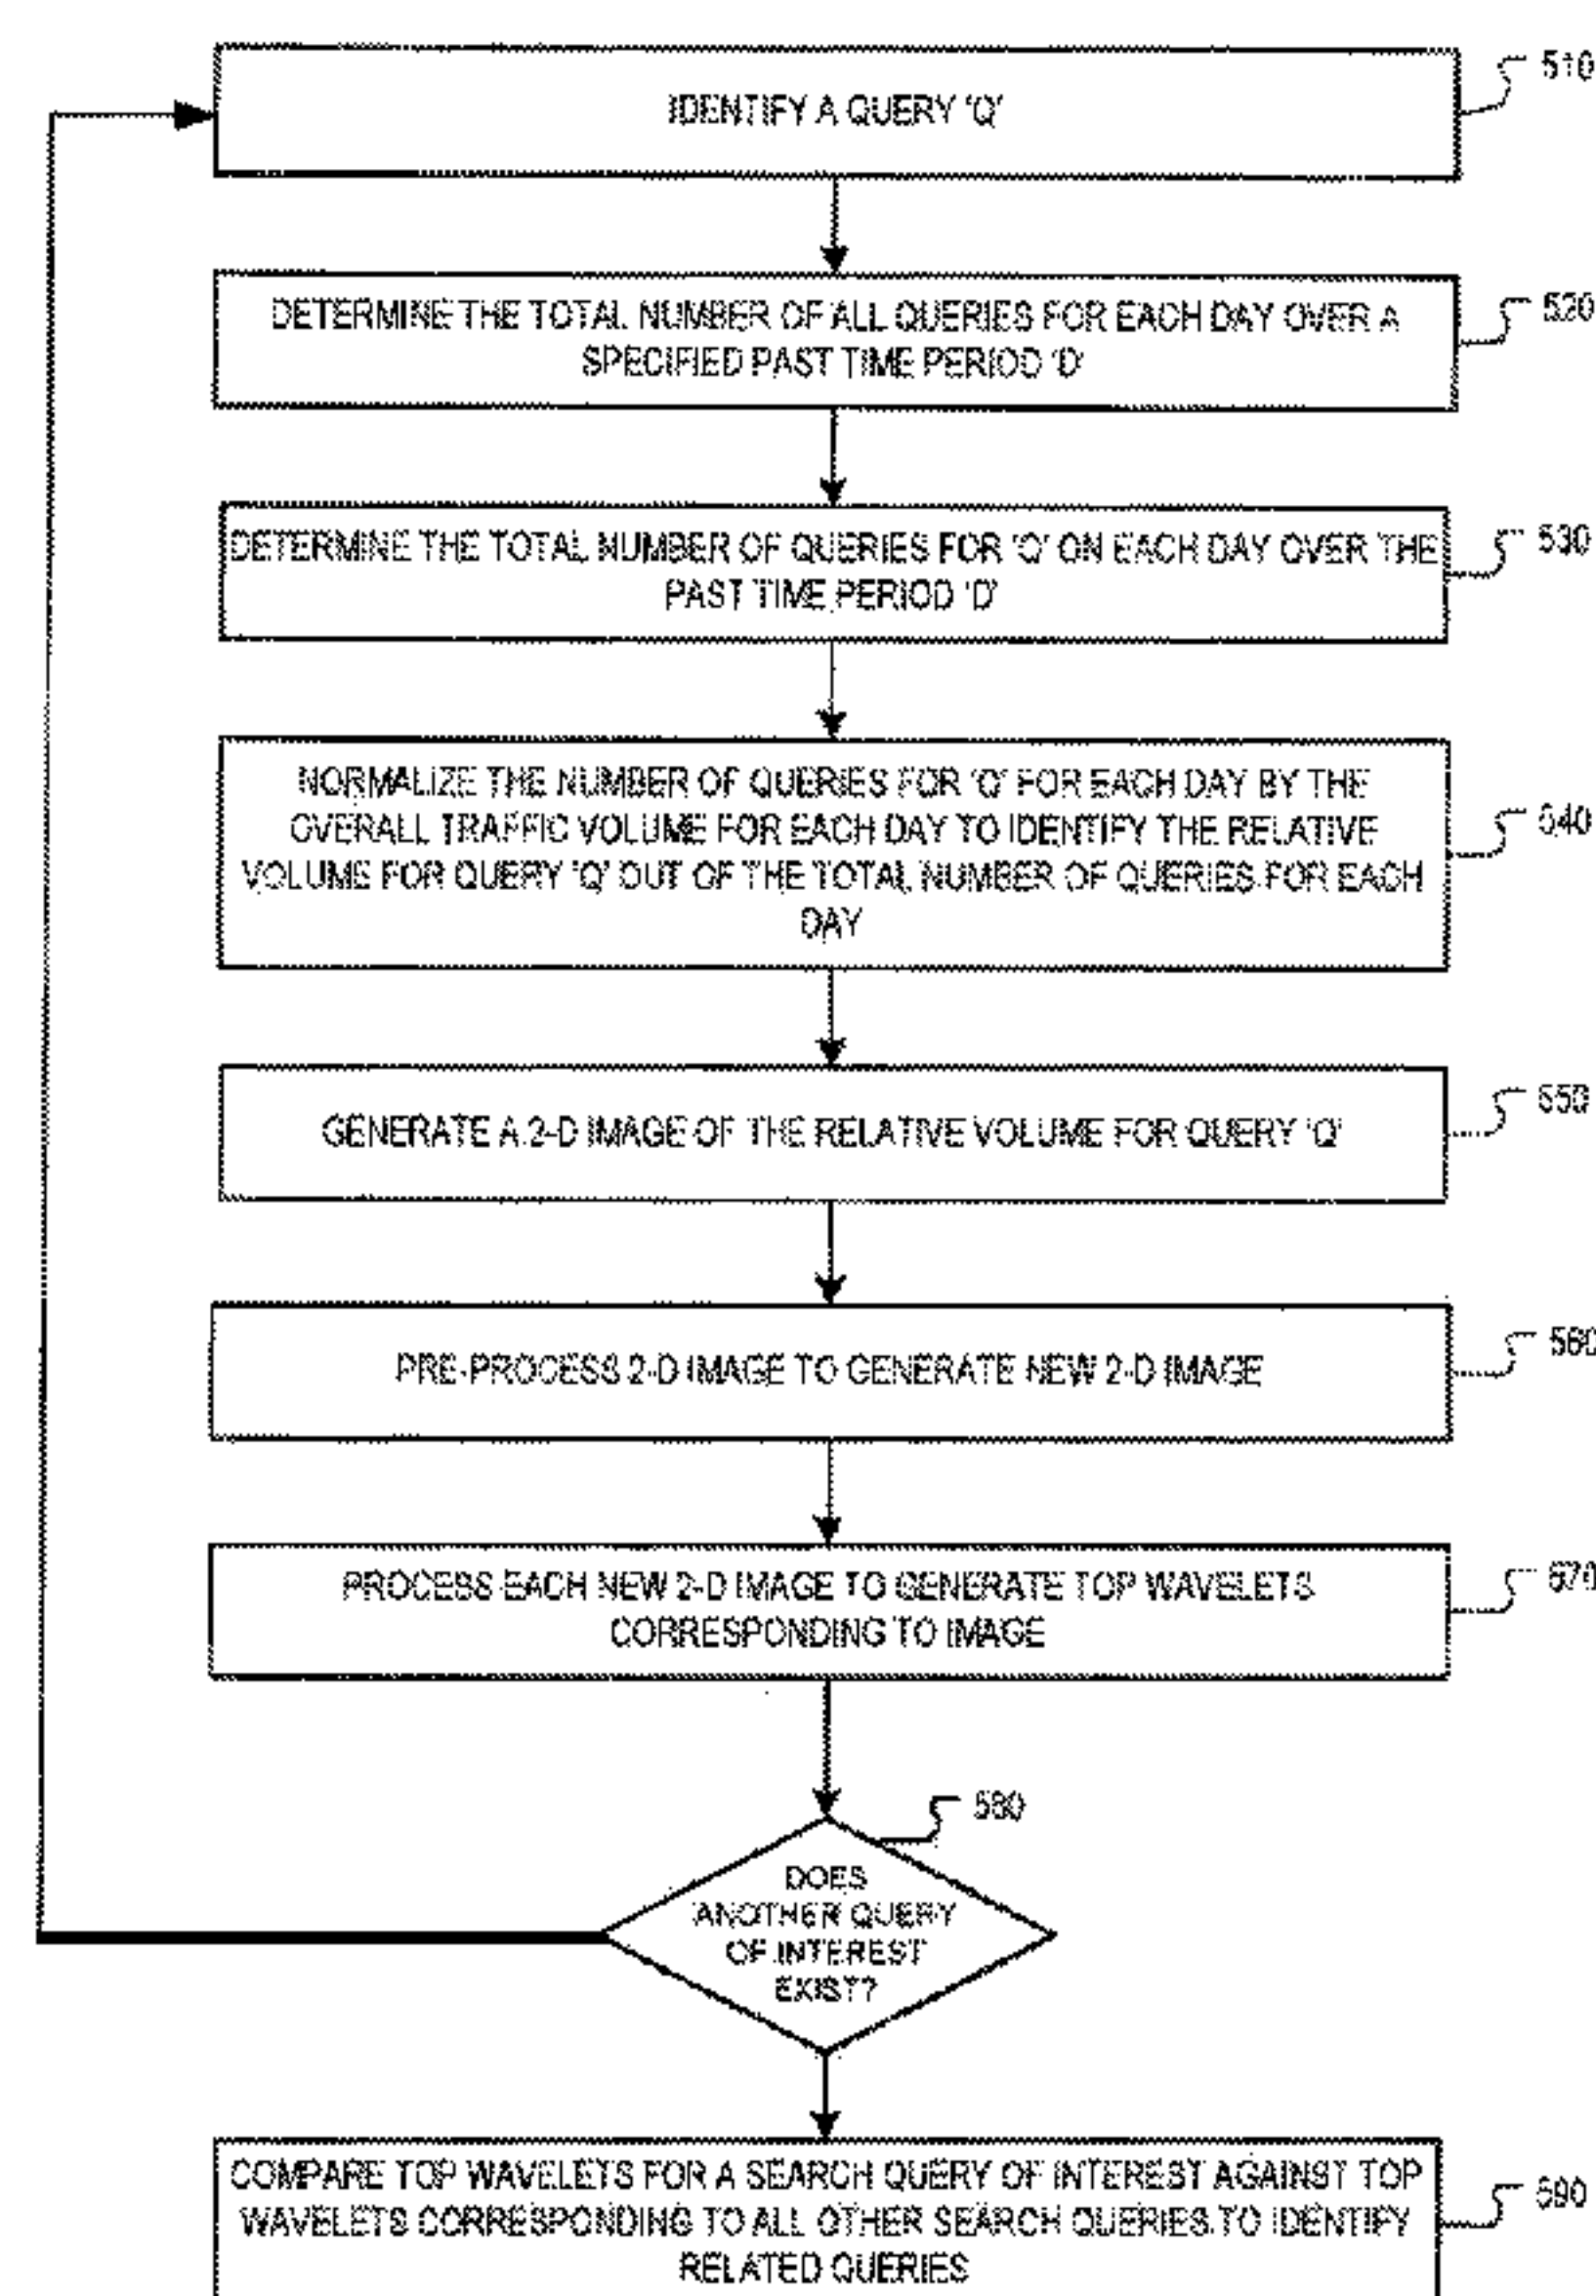 IDENTIFY A QUERY 'Q'
510
DETERMINE THE TOTAL NUMBER OF ALL QUERIES FOR EACH DAY OVER A
SPECIFIED PAST TIME PERIOD 'D'
520
DETERMINE THE TOTAL NUMBER OF QUERIES FOR 'Q' ON EACH DAY OVER THE
PAST TIME PERIOD 'D'
530
NORMALIZE THE NUMBER OF QUERIES FOR 'Q' FOR EACH DAY BY THE
OVERALL TRAFFIC VOLUME FOR EACH DAY TO IDENTIFY THE RELATIVE
VOLUME FOR QUERY 'Q' OUT OF THE TOTAL NUMBER OF QUERIES FOR EACH
DAY
540
GENERATE A 2-D IMAGE OF THE RELATIVE VOLUME FOR QUERY 'Q'
550
PRE-PROCESS 2-D IMAGE TO GENERATE NEW 2-D IMAGE
560
PROCESS EACH NEW 2-D IMAGE TO GENERATE TOP WAVELETS
CORRESPONDING TO IMAGE
570
580
DOES
ANOTHER QUERY
OF INTEREST
EXIST?
COMPARE TOP WAVELETS FOR A SEARCH QUERY OF INTEREST AGAINST TOP
WAVELETS CORRESPONDING TO ALL OTHER SEARCH QUERIES TO IDENTIFY
RELATED QUERIES
590